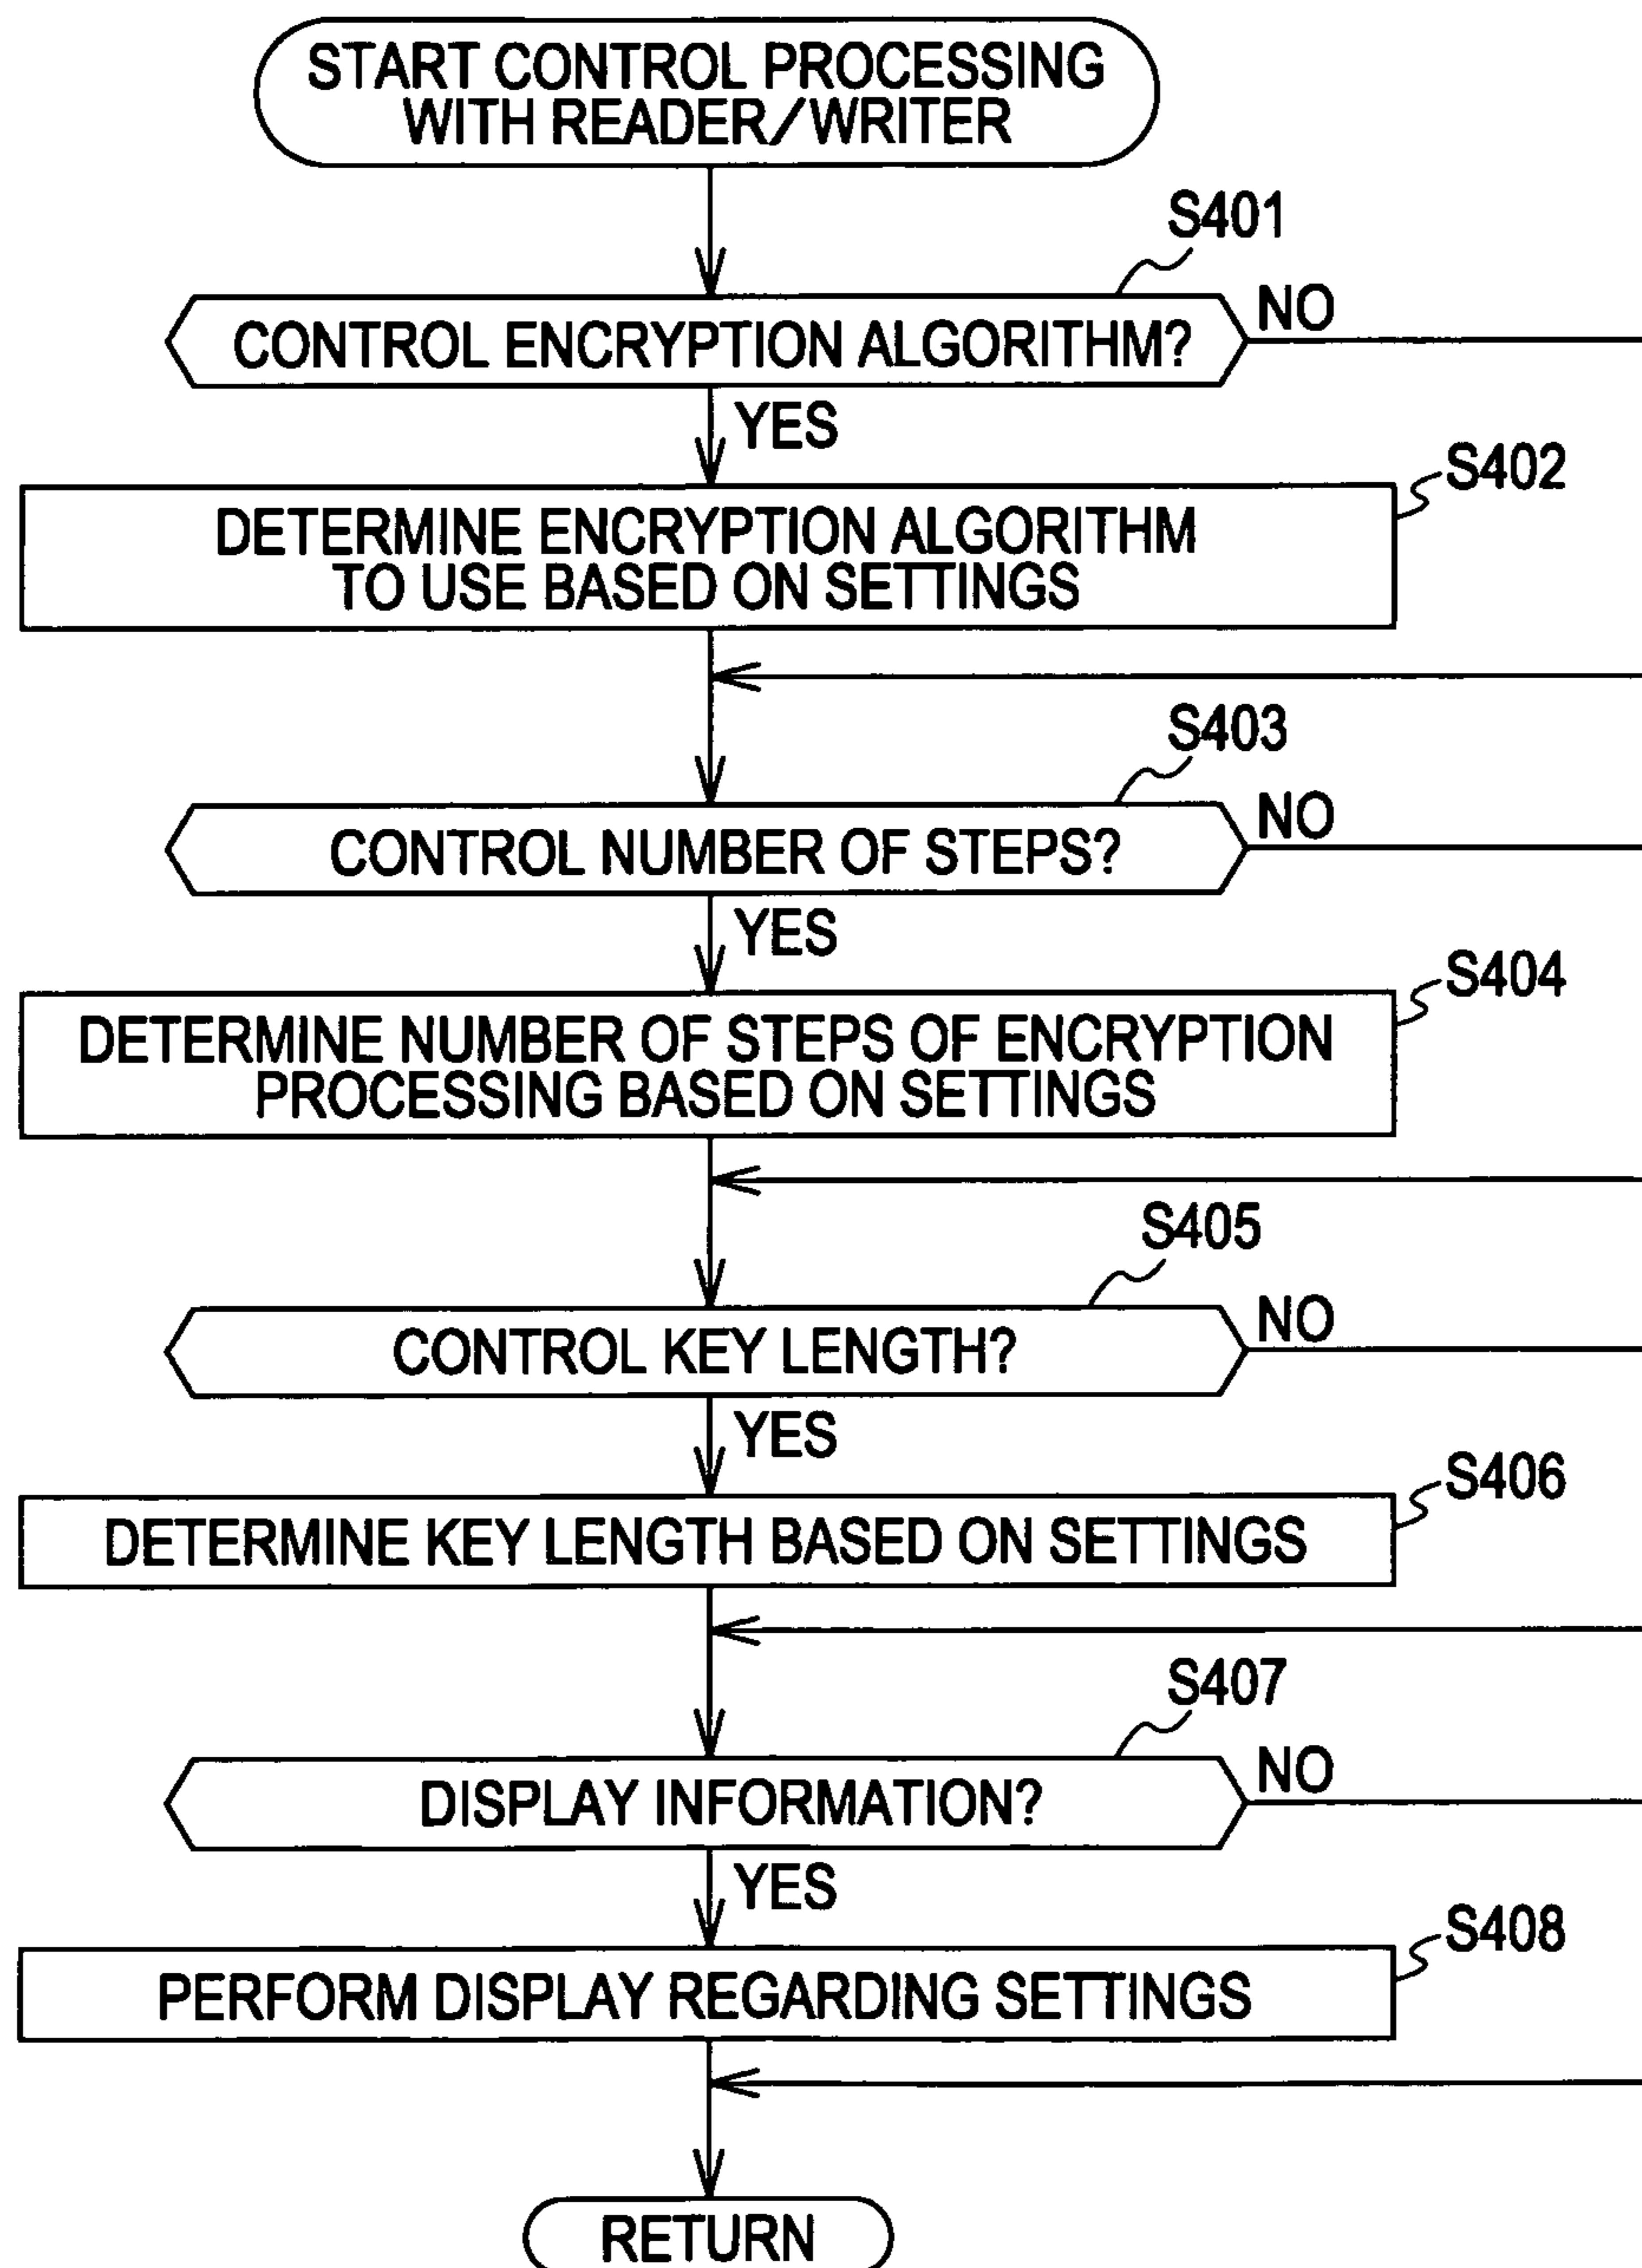 START CONTROL PROCESSING
WITH READER/WRITER
S401
CONTROL ENCRYPTION ALGORITHM?
NO
YES
S402
DETERMINE ENCRYPTION ALGORITHM
TO USE BASED ON SETTINGS
S403
CONTROL NUMBER OF STEPS?
NO
YES
S404
DETERMINE NUMBER OF STEPS OF ENCRYPTION
PROCESSING BASED ON SETTINGS
S405
CONTROL KEY LENGTH?
NO
YES
S406
DETERMINE KEY LENGTH BASED ON SETTINGS
S407
DISPLAY INFORMATION?
NO
YES
S408
PERFORM DISPLAY REGARDING SETTINGS
RETURN